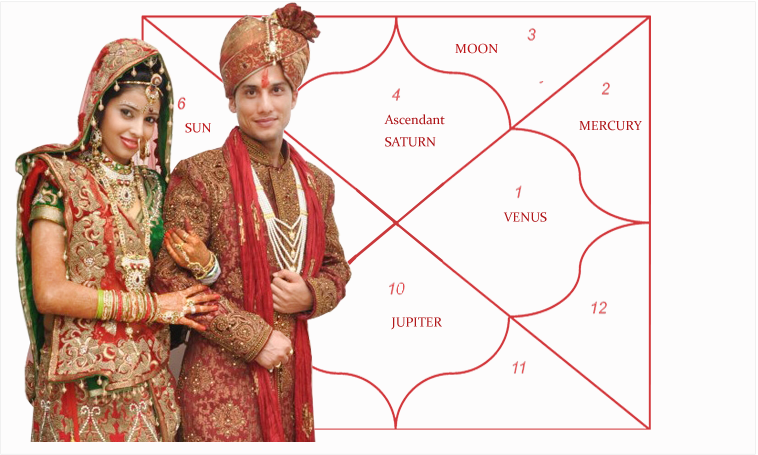 3
MOON
2
4
6
Ascendant
SUN
MERCURY
SATURN
1
VENUS
10
12
JUPITER
11